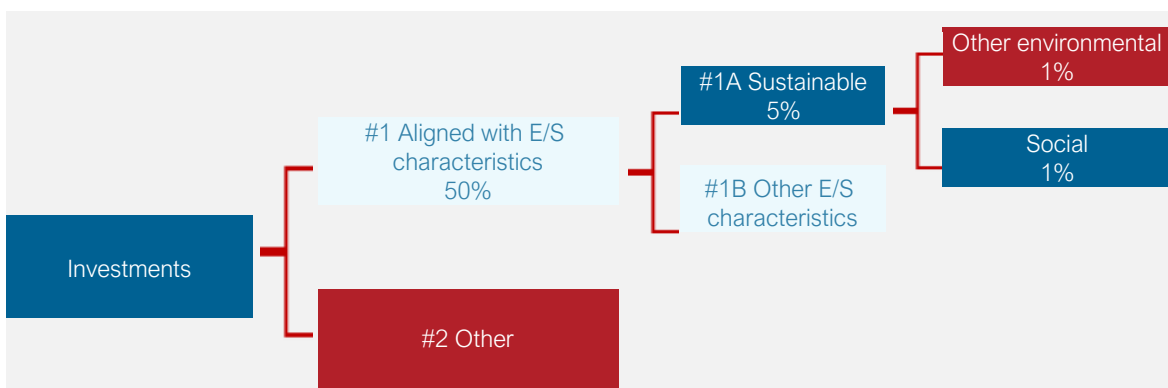 Investments
#1 Aligned with E/S
characteristics
50%
#2 Other
#1A Sustainable
5%
#1B Other E/S
characteristics
Other environmental
1%
Social
1%